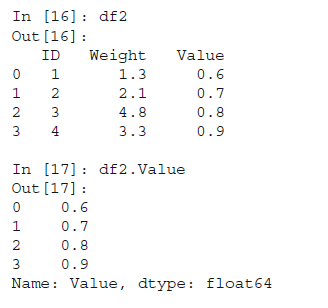 In [16]: df2
Out[16]:
   ID  Weight  Value
0   1     1.3    0.6
1   2     2.1    0.7
2   3     4.8    0.8
3   4     3.3    0.9
In [17]: df2.Value
Out[17]:
0    0.6
1    0.7
2    0.8
3    0.9
Name: Value, dtype: float64